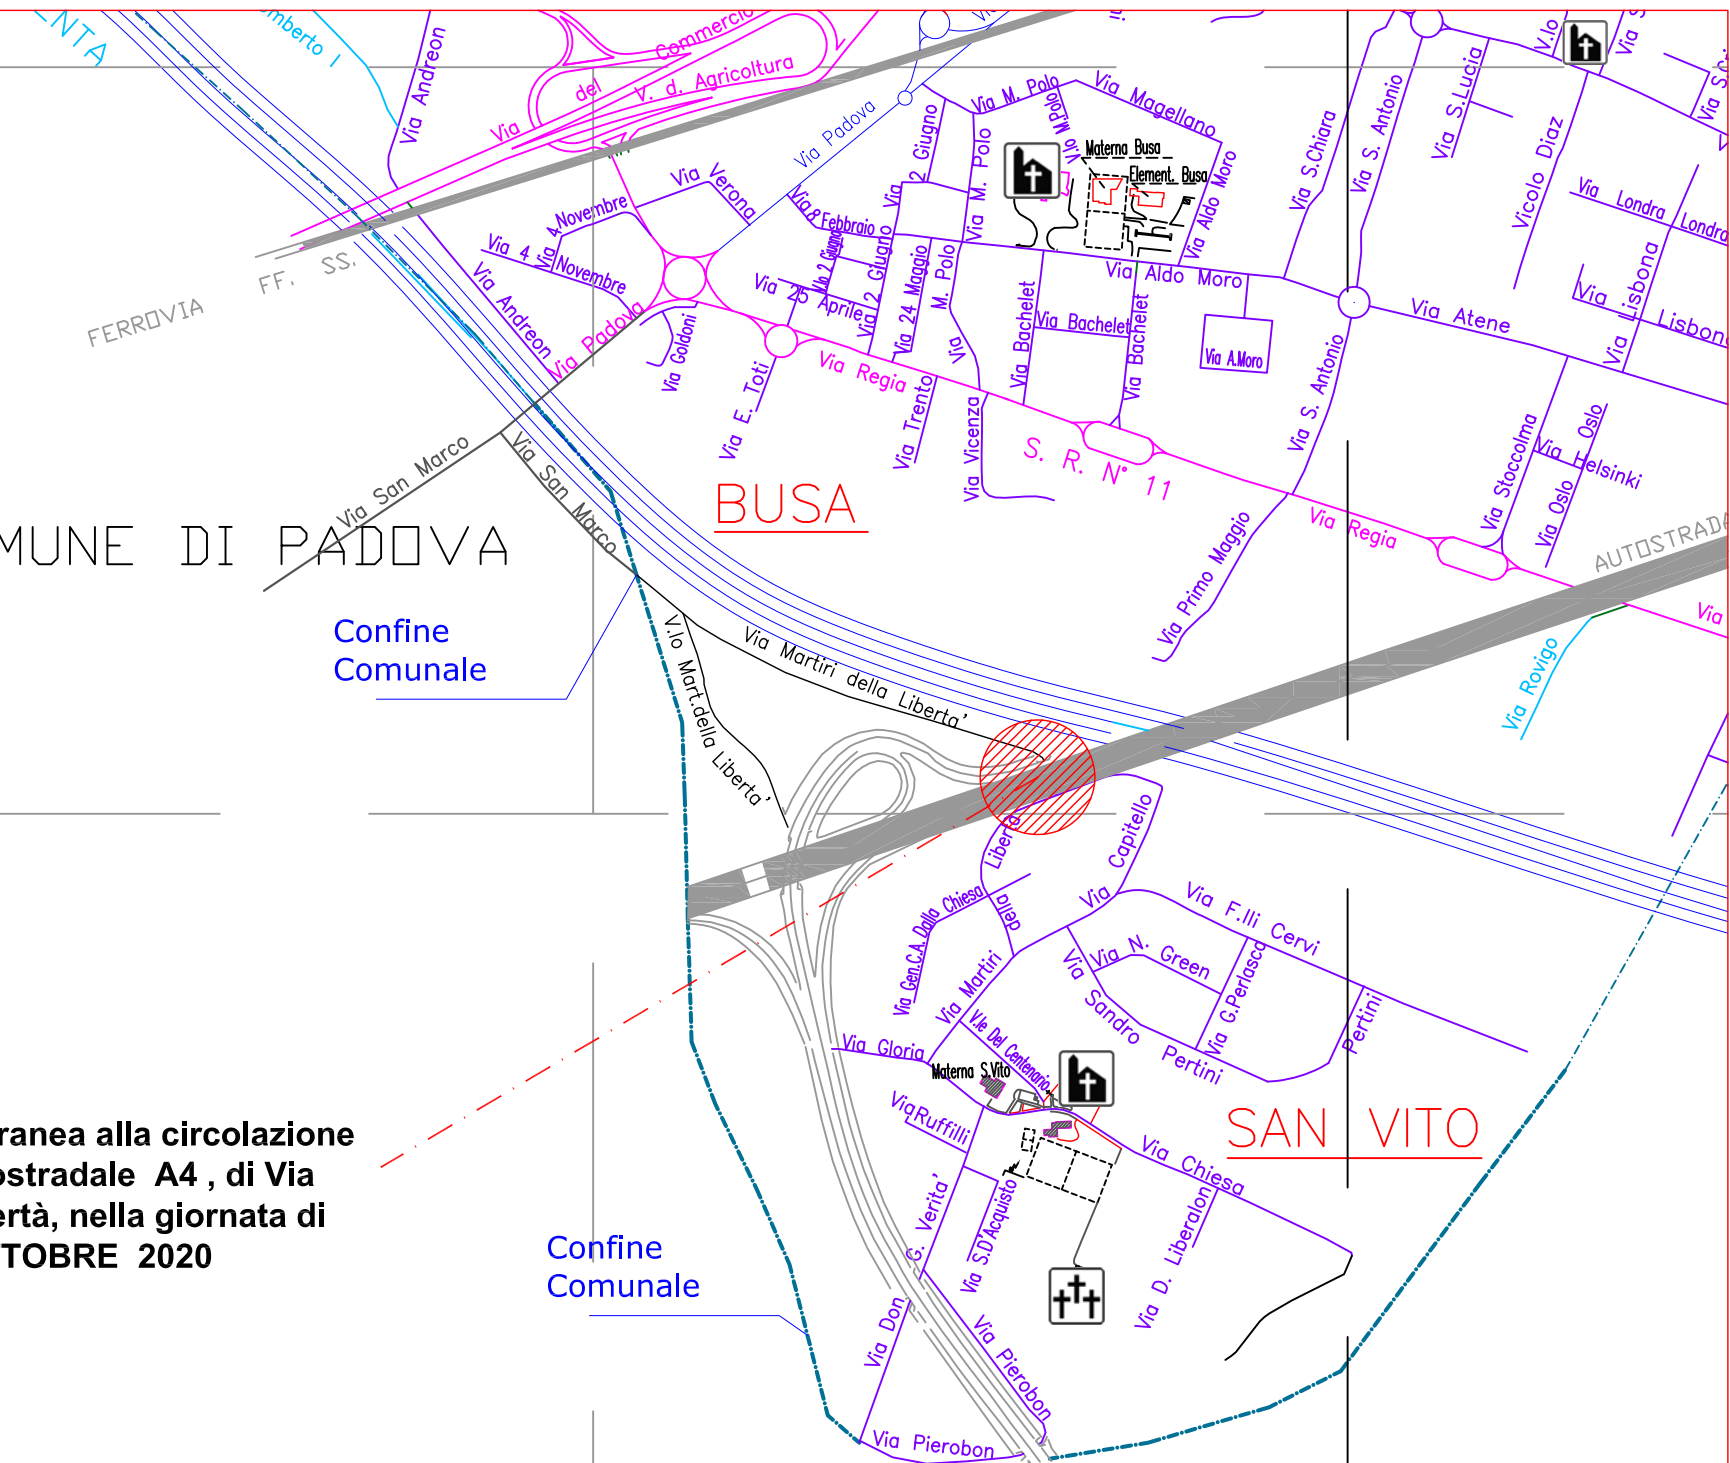 ENTA
mberto I
Via Andreon
Via del Commercio
V. d. Agricoltura
Via Padova
Via M. Polo
V.lo M.Polo
Via Magellano
Via 2 Giugno
Via M. Polo
Materna Busa
Element. Busa
Via Aldo Moro
Via S.Chiara
Via S. Antonio
Via S.Lucia
V.lo
Via S
Vicolo Diaz
Via Londra
Londra
Via Lisbona
Via Lisbona
Via Verona
Via 4 Novembre
Via 4 Novembre
Via 8 Febbraio
V.lo 2 Giugno
Via 2 Giugno
Via 24 Maggio
Via M. Polo
Via 25 Aprile
Via Aldo Moro
Via A.Moro
Via Bachelet
Via Bachelet
Via Bachelet
Via Atene
FERROVIA FF. SS.
Via Andreon
Via Padova
Via Goldoni
Via E. Toti
Via Regia
Via Trento
Via Vicenza
S. R. N° 11
Via S. Antonio
Via Stoccolma
Via Oslo
Oslo
Via Helsinki
Via San Marco
Via San Marco
BUSA
MUNE DI PADOVA
Via Primo Maggio
Via Regia
AUTOSTRADA
Via
Via Rovigo
Confine
Comunale
V.lo Mart.della Liberta'
Via Martiri della Liberta'
Via Martiri della Liberta
Via Capitello
Via Gen.C.A. Dalla Chiesa
Via F.lli Cervi
Via N. Green
Via G.Perlasca
Via Sandro Pertini
Pertini
Via Gloria
V.le Del Centenario
Materna S.Vito
Via Ruffilli
SAN VITO
Via Chiesa
Via Don G. Verita'
Via S.D'Acquisto
Via D. Liberalon
ranea alla circolazione
ostradale A4 , di Via
ertà, nella giornata di
TOBRE 2020
Confine
Comunale
Via Pierobon
Via Pierobon